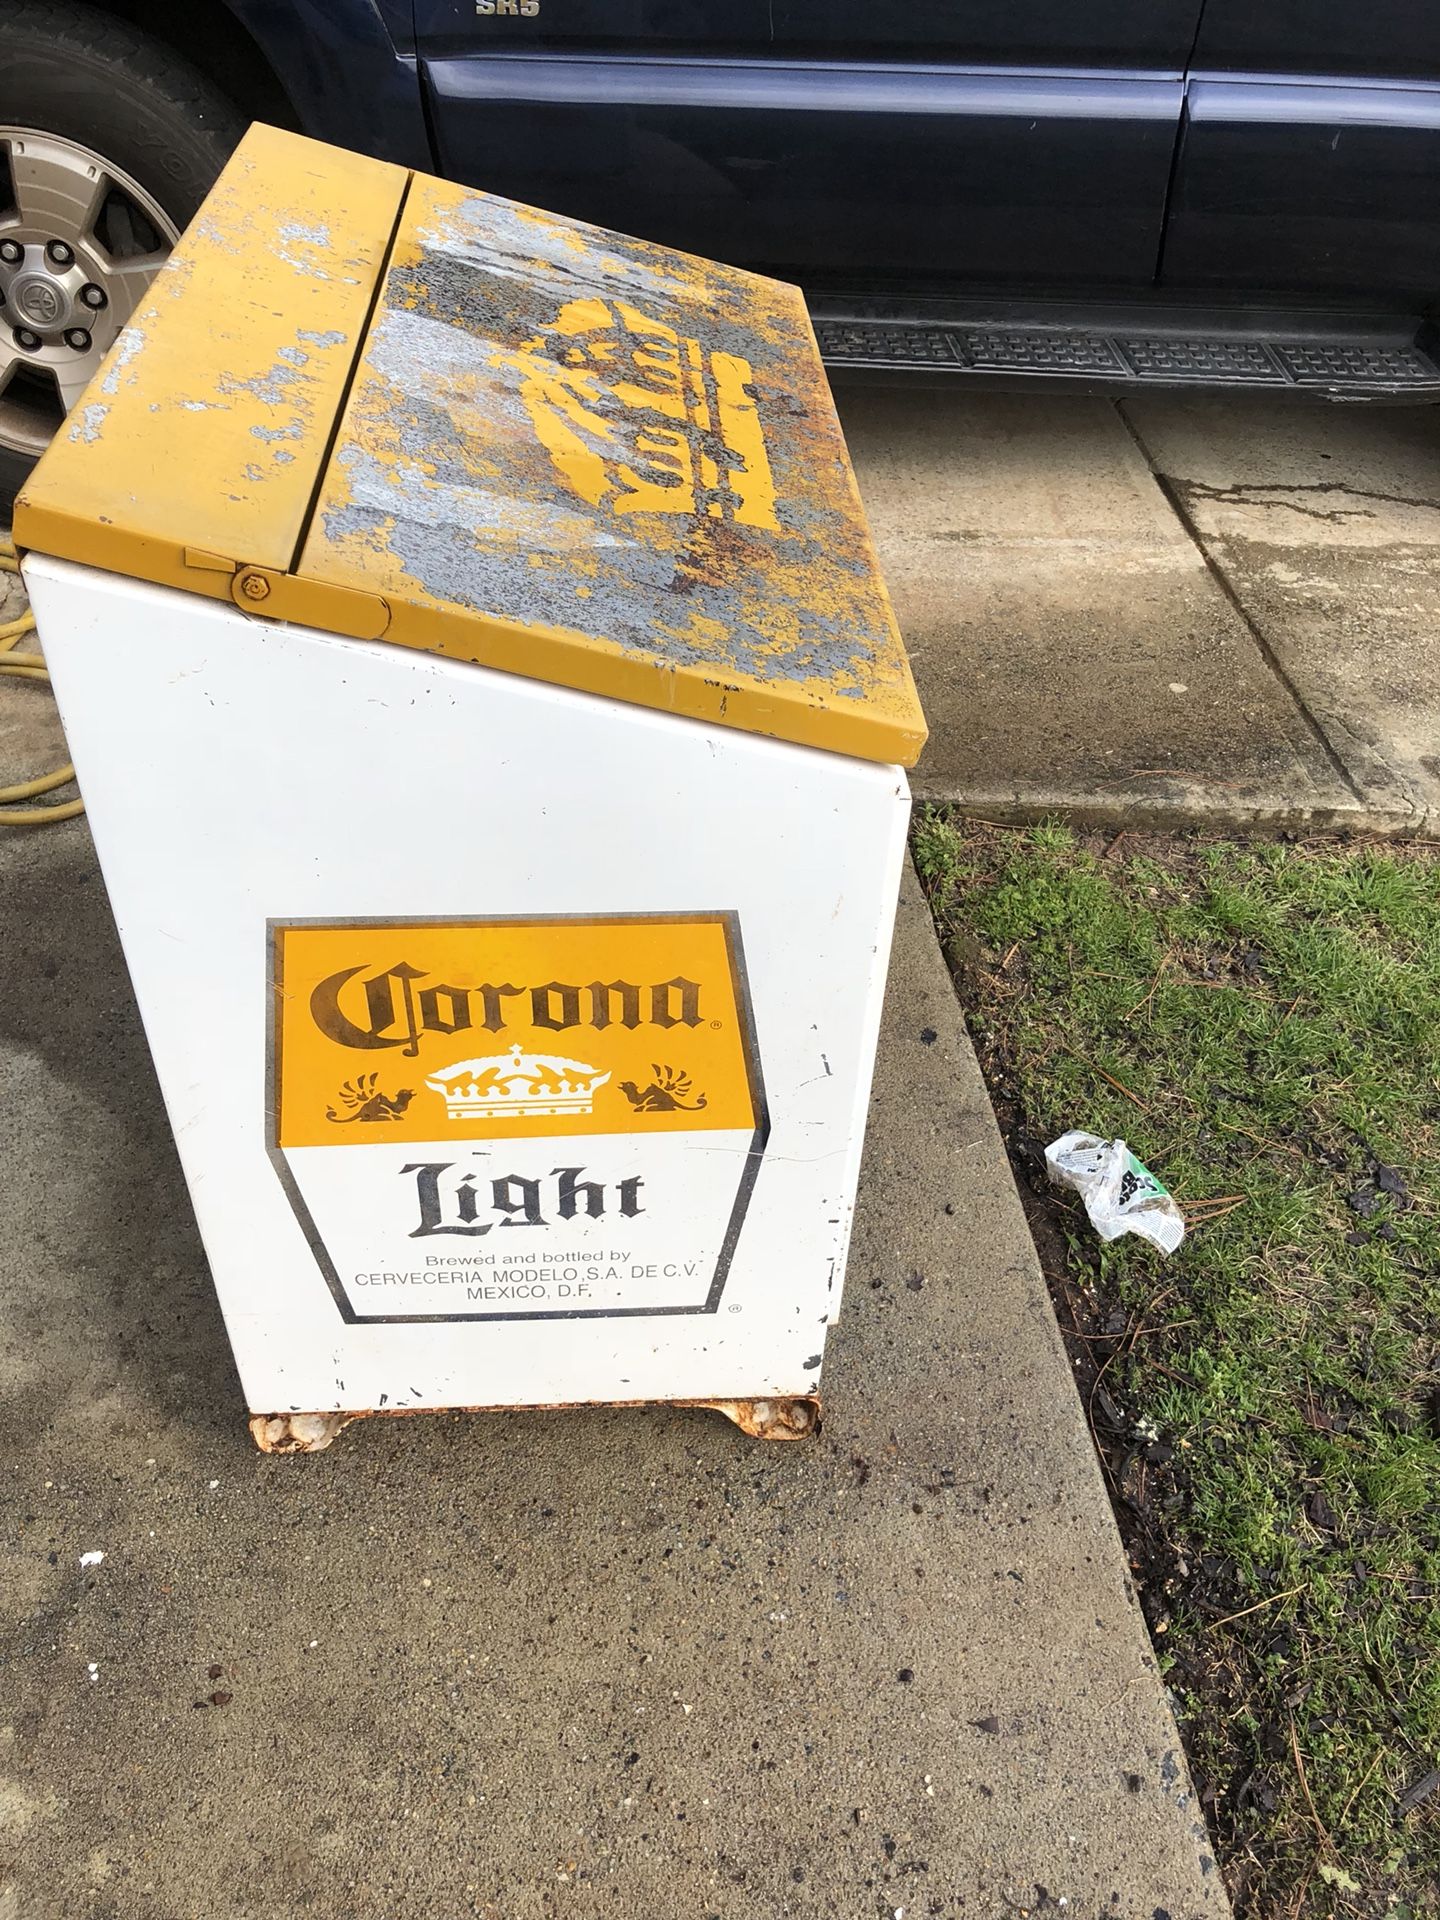 SR5
Corona®
Light
Brewed and bottled by
CERVECERIA MODELO, S.A. DE C.V.
MEXICO, D.F.
®